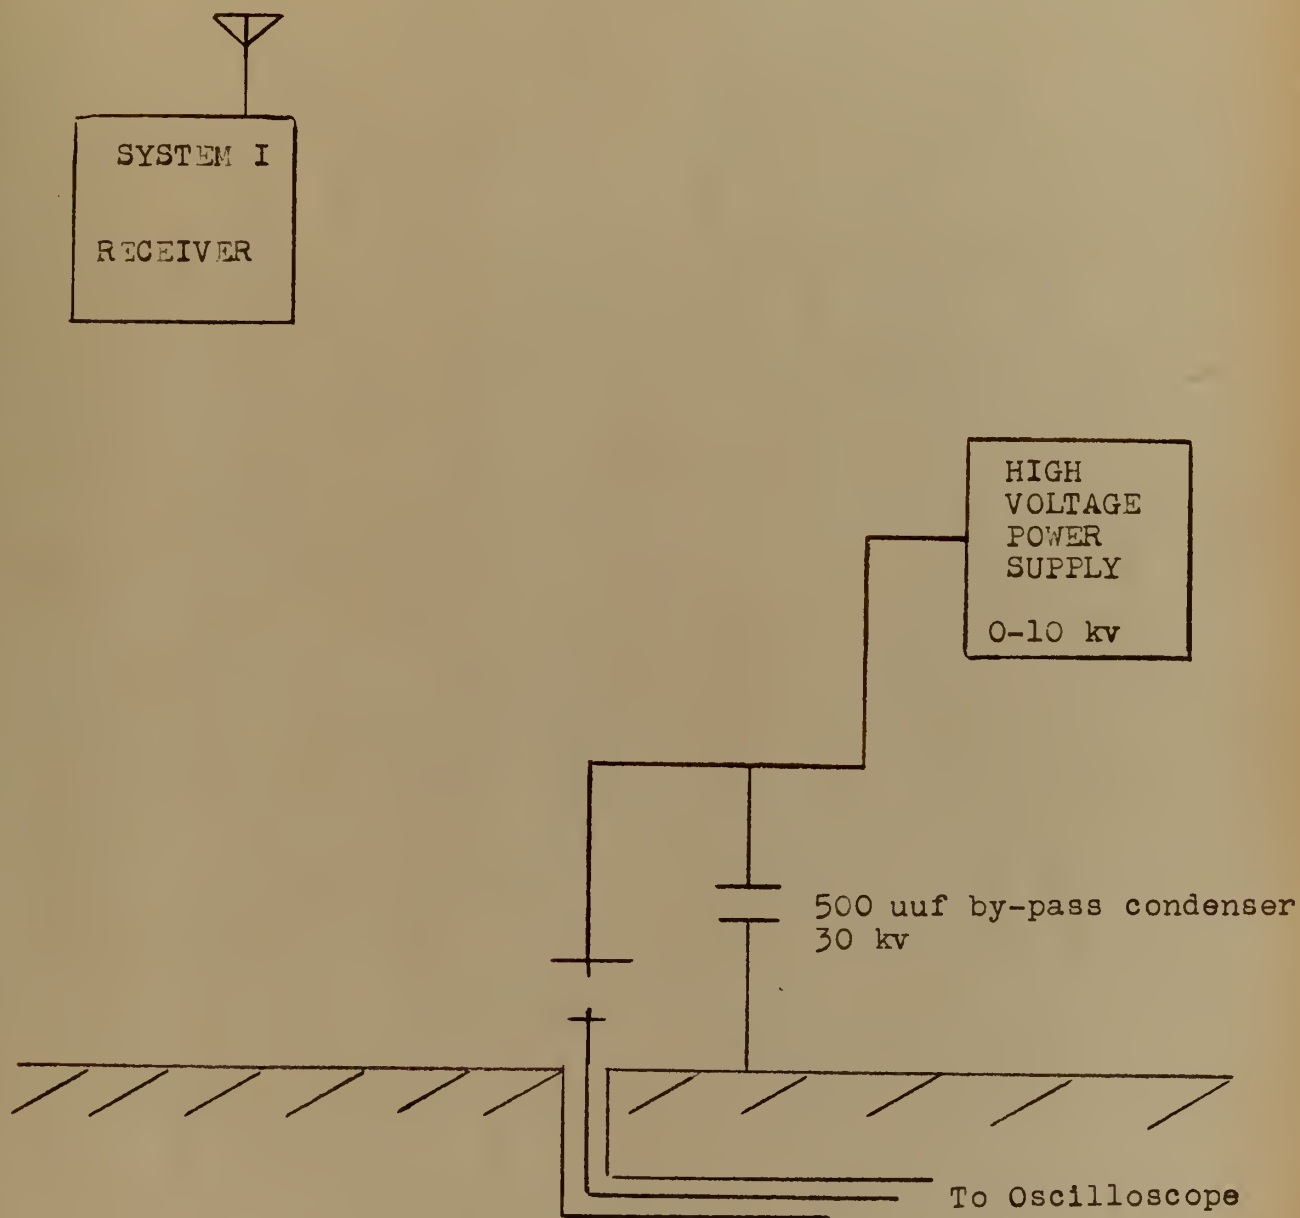 SYSTEM I
RECEIVER
HIGH
VOLTAGE
POWER
SUPPLY
0-10 kv
500 uuf by-pass condenser
30 kv
To Oscilloscope